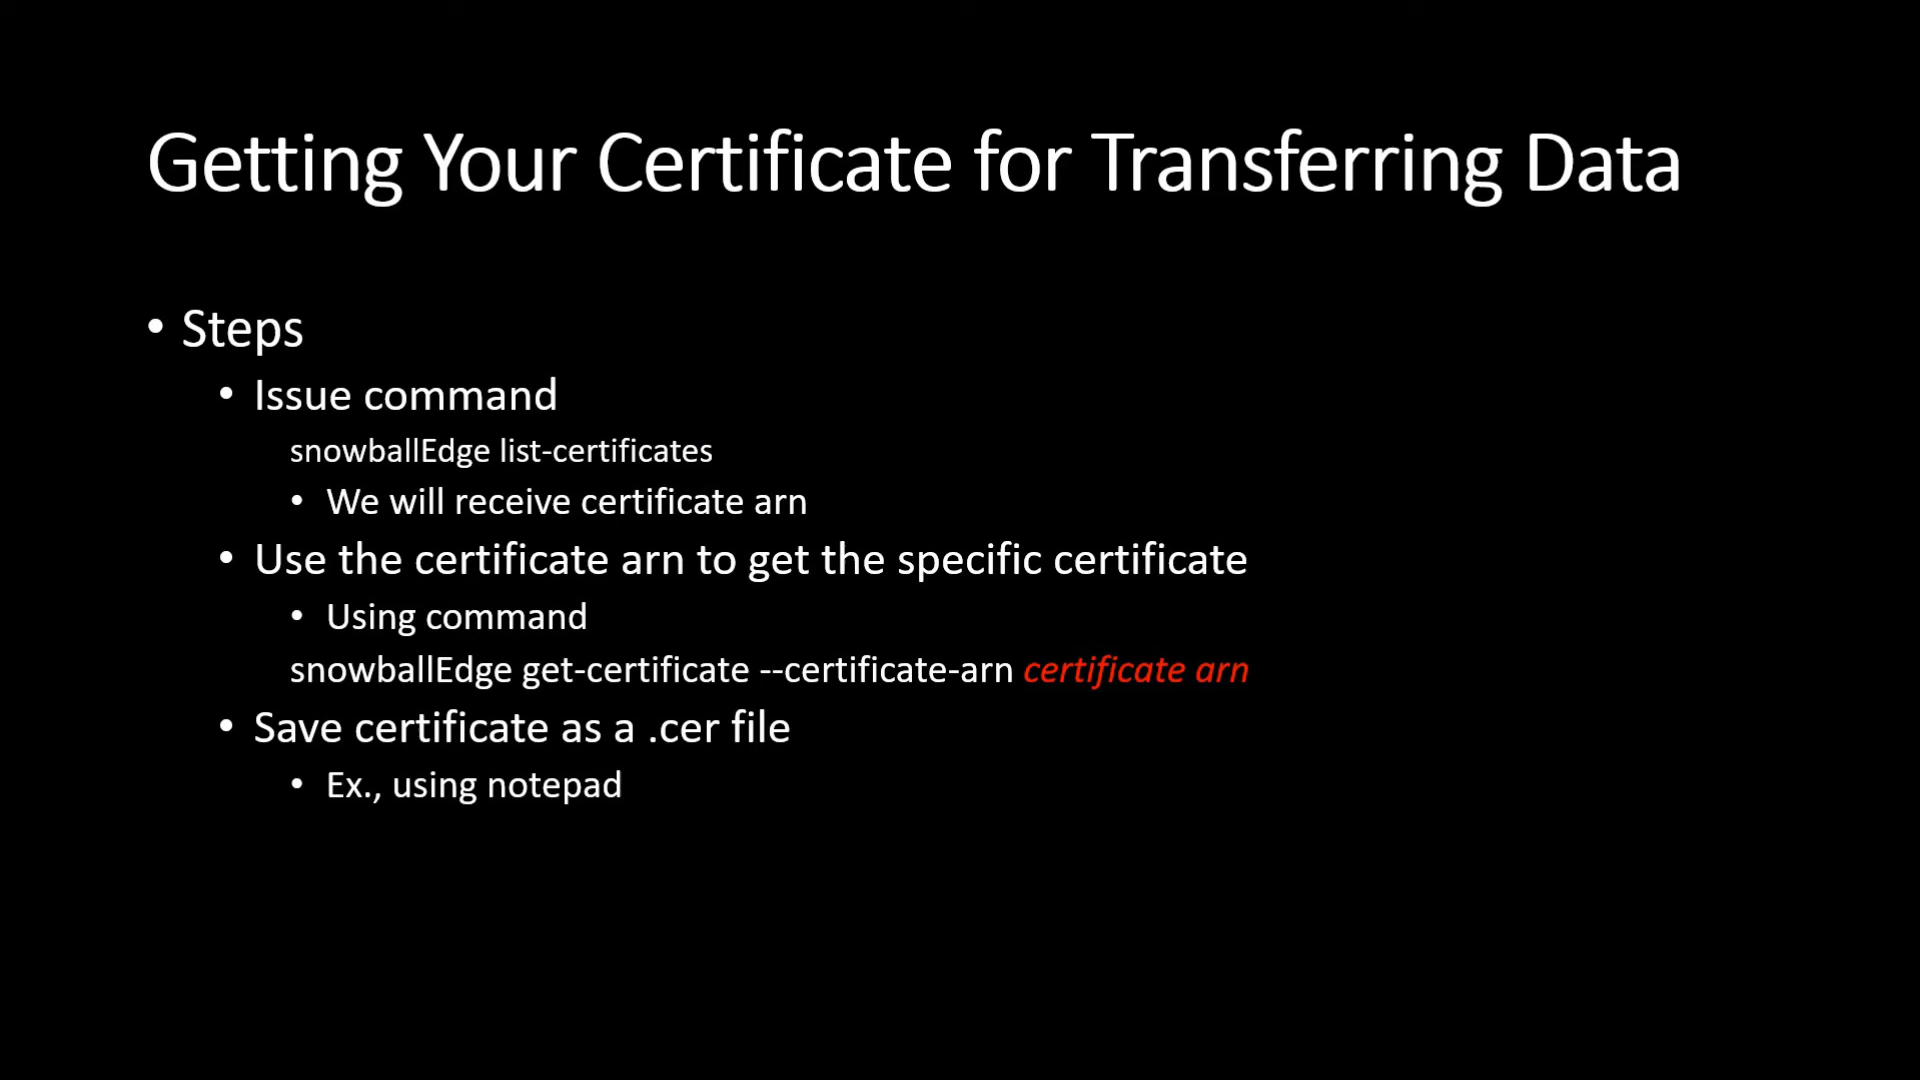 Getting Your Certificate for Transferring Data
• Steps
• Issue command
snowballEdge list-certificates
• We will receive certificate arn
• Use the certificate arn to get the specific certificate
• Using command
snowballEdge get-certificate --certificate-arn certificate arn
• Save certificate as a .cer file
• Ex., using notepad